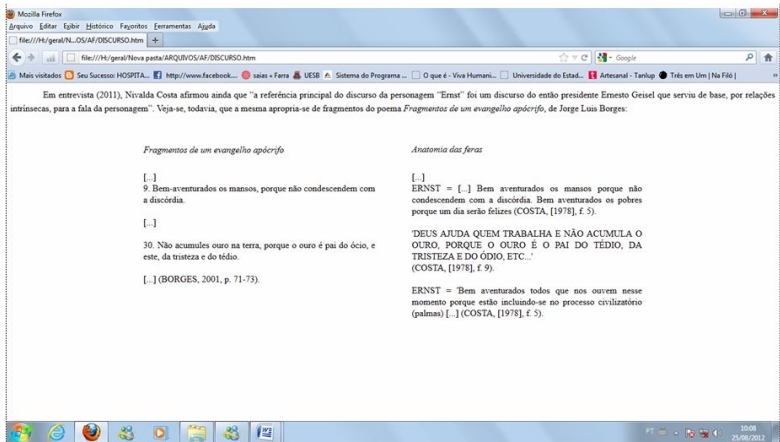 Mozilla Firefox
Arquivo Editar Exibir Histórico Favoritos Ferramentas Ajuda
file:///H:/geral/N...OS/AF/DISCURSO.htm +
file:///H:/geral/Nova pasta/ARQUIVOS/AF/DISCURSO.htm Google
Mais visitados Seu Sucesso: HOSPITA... http://www.facebook.... saias + Farra UESB Sistema do Programa ... O que é - Viva Humani... Universidade do Estad... Artesanal - Tanlup Três em Um | Na Filó |
Em entrevista (2011), Nivalda Costa afirmou ainda que “a referência principal do discurso da personagem “Ernst” foi um discurso do então presidente Ernesto Geisel que serviu de base, por relações
intrínsecas, para a fala da personagem”. Veja-se, todavia, que a mesma apropria-se de fragmentos do poema Fragmentos de um evangelho apócrifo, de Jorge Luis Borges:
Fragmentos de um evangelho apócrifo
[...]
9. Bem-aventurados os mansos, porque não condescendem com
a discórdia.
[...]
30. Não acumules ouro na terra, porque o ouro é pai do ócio, e
este, da tristeza e do tédio.
[...] (BORGES, 2001, p. 71-73).
Anatomia das feras
[...]
ERNST = [...] Bem aventurados os mansos porque não
condescendem com a discórdia. Bem aventurados os pobres
porque um dia serão felizes (COSTA, [1978], f. 5).
'DEUS AJUDA QUEM TRABALHA E NÃO ACUMULA O
OURO, PORQUE O OURO É O PAI DO TÉDIO, DA
TRISTEZA E DO ÓDIO, ETC...'
(COSTA, [1978], f. 9).
ERNST = 'Bem aventurados todos que nos ouvem nesse
momento porque estão incluindo-se no processo civilizatório
(palmas) [...] (COSTA, [1978], f. 5).
PT
10:08
25/08/2012